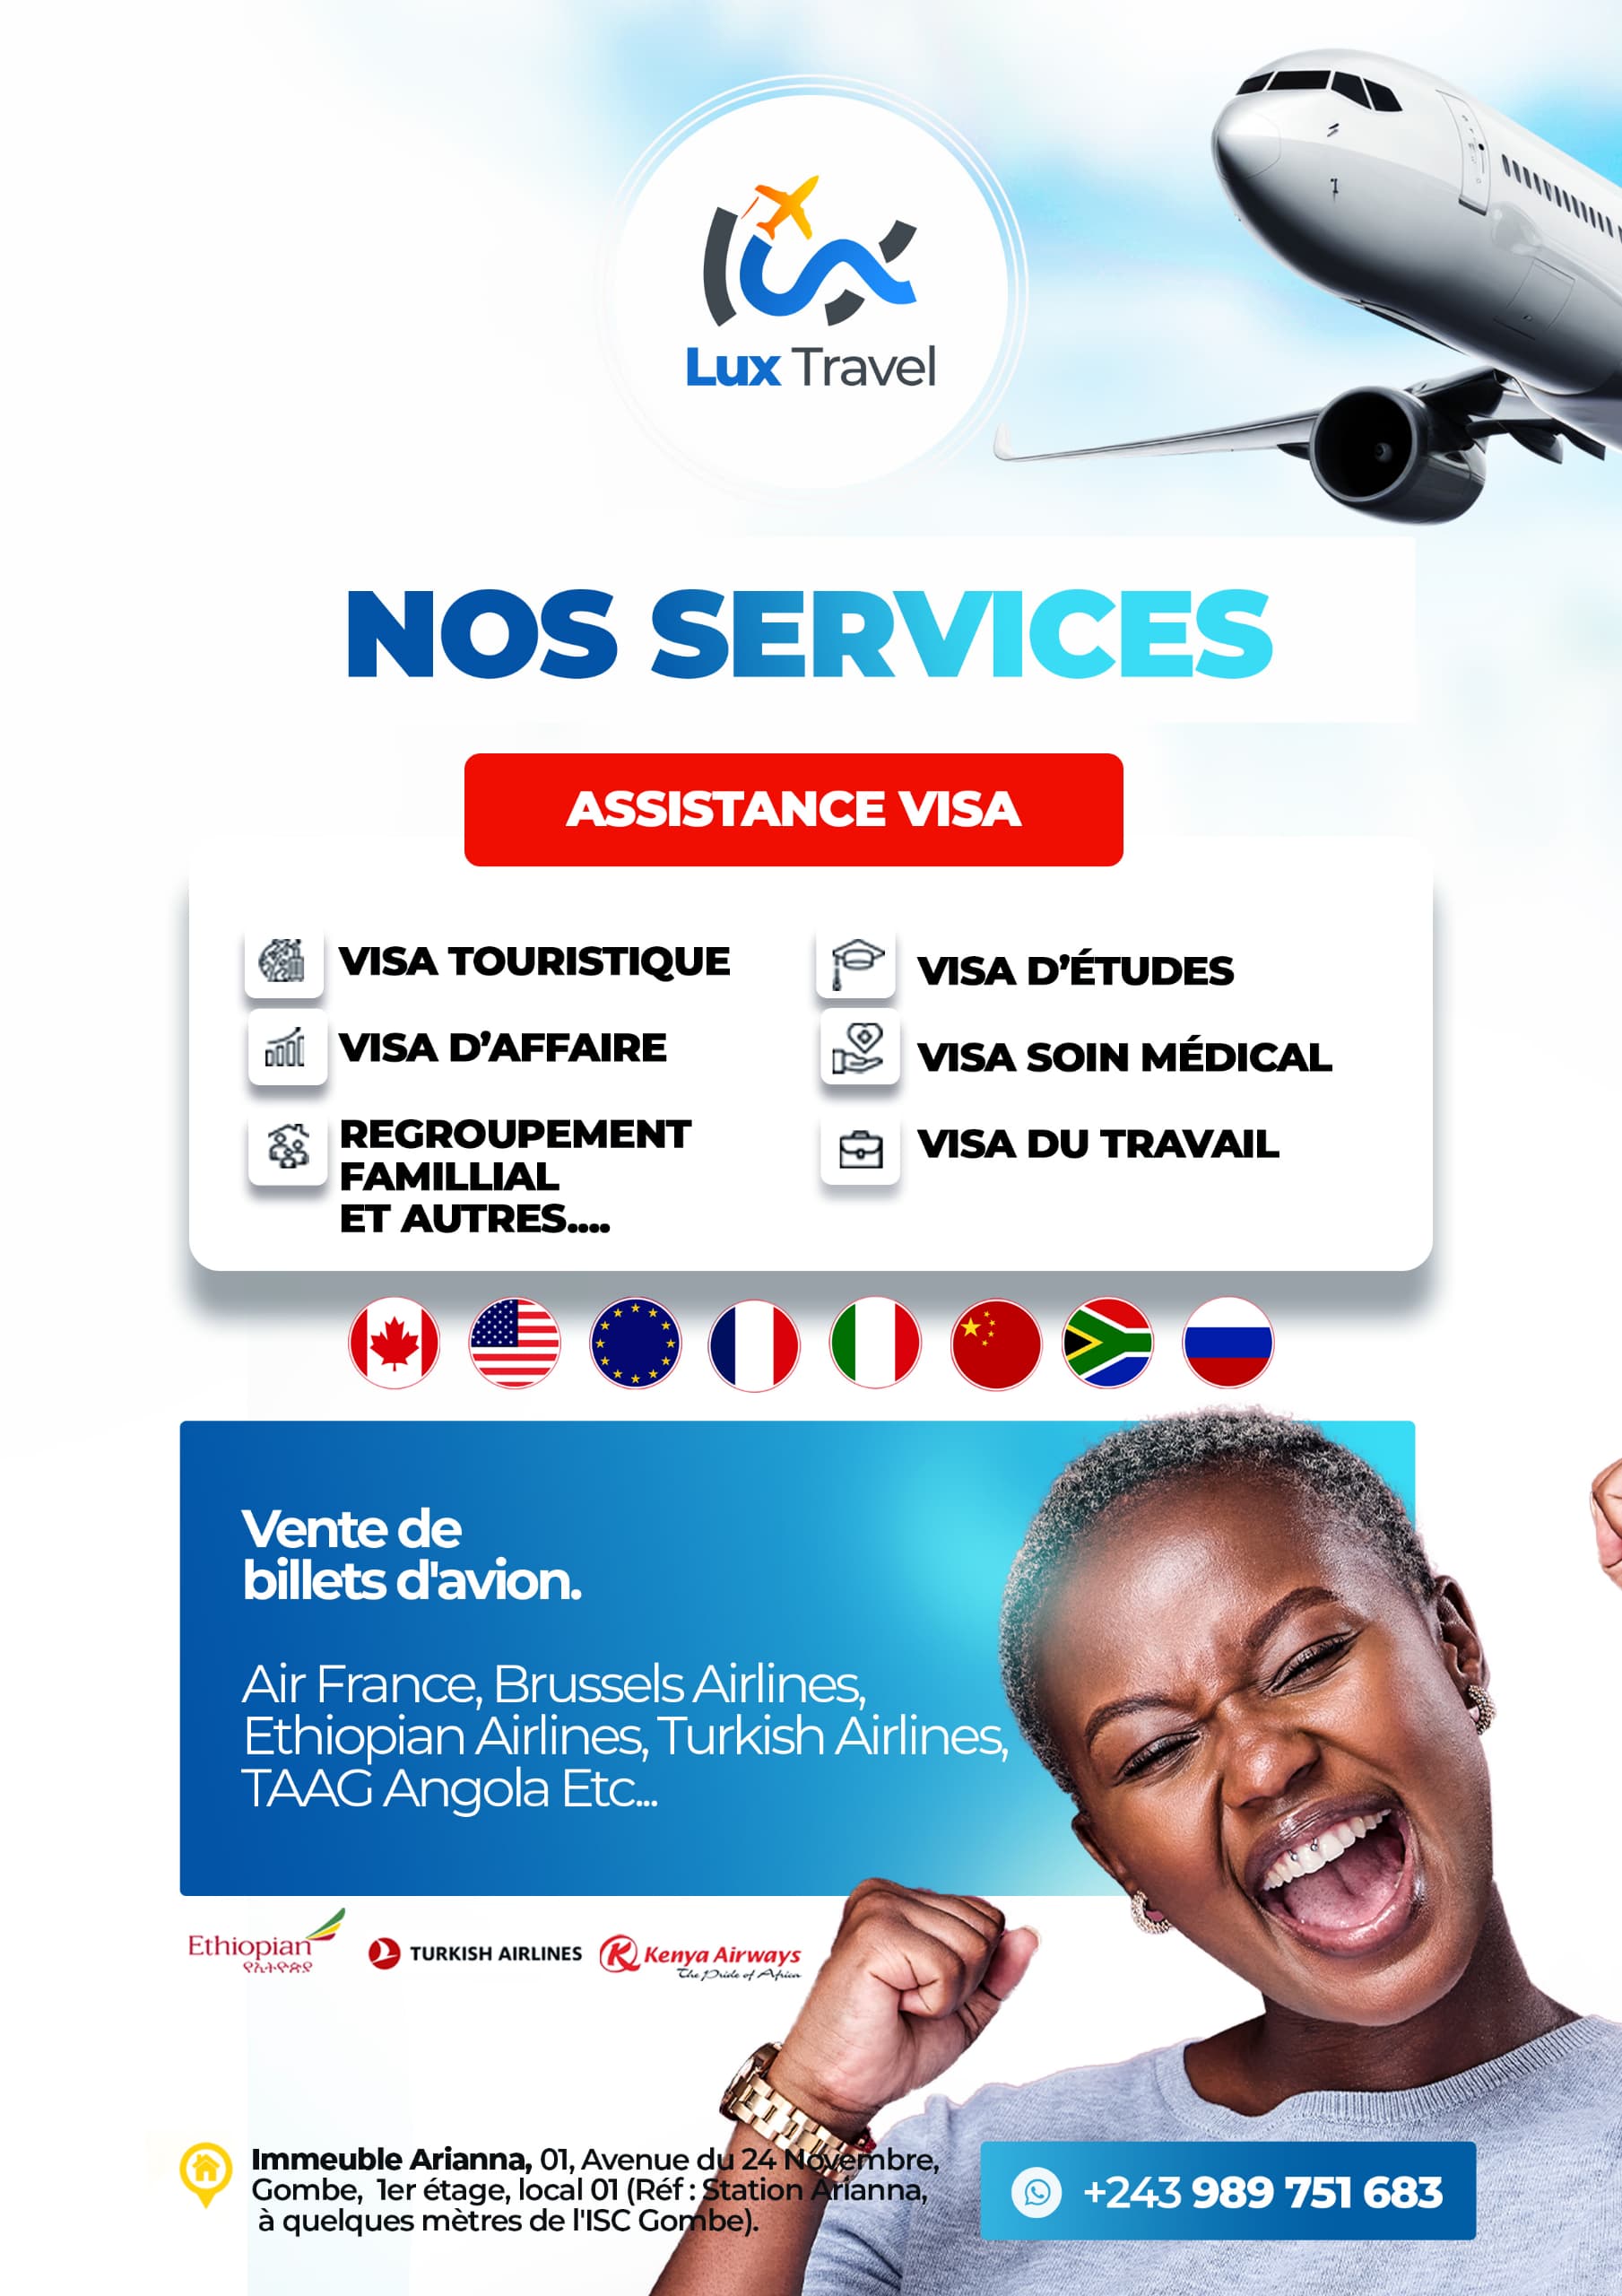 Lux Travel
NOS SERVICES
ASSISTANCE VISA
VISA TOURISTIQUE
VISA D’AFFAIRE
REGROUPEMENT
FAMILLIAL
ET AUTRES....
VISA D’ÉTUDES
VISA SOIN MÉDICAL
VISA DU TRAVAIL
Vente de
billets d'avion.
Air France, Brussels Airlines,
Ethiopian Airlines, Turkish Airlines,
TAAG Angola Etc...
Ethiopian
የኢትዮጵያ
TURKISH AIRLINES
Kenya Airways
The Pride of Africa
Immeuble Arianna, 01, Avenue du 24 Novembre,
Gombe, 1er étage, local 01 (Réf : Station Arianna,
à quelques mètres de l'ISC Gombe).
+243 989 751 683